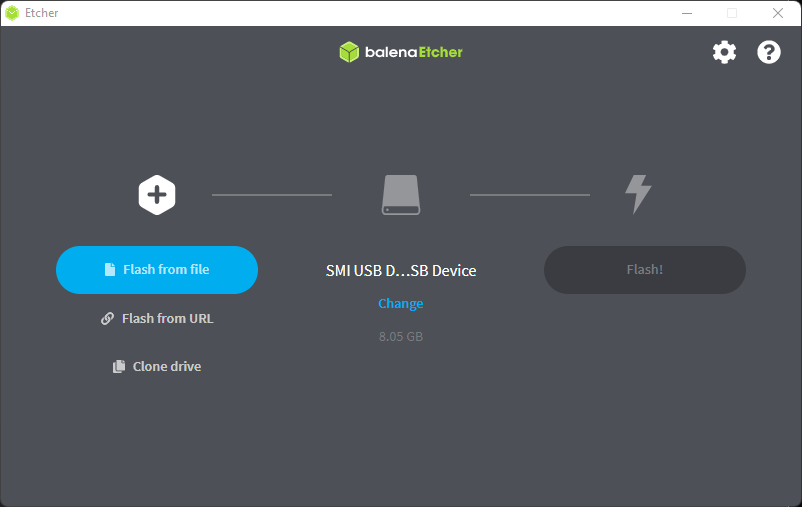 Etcher
balenaEtcher
Flash from file
SMI USB D...SB Device
Flash!
Change
Flash from URL
8.05 GB
Clone drive